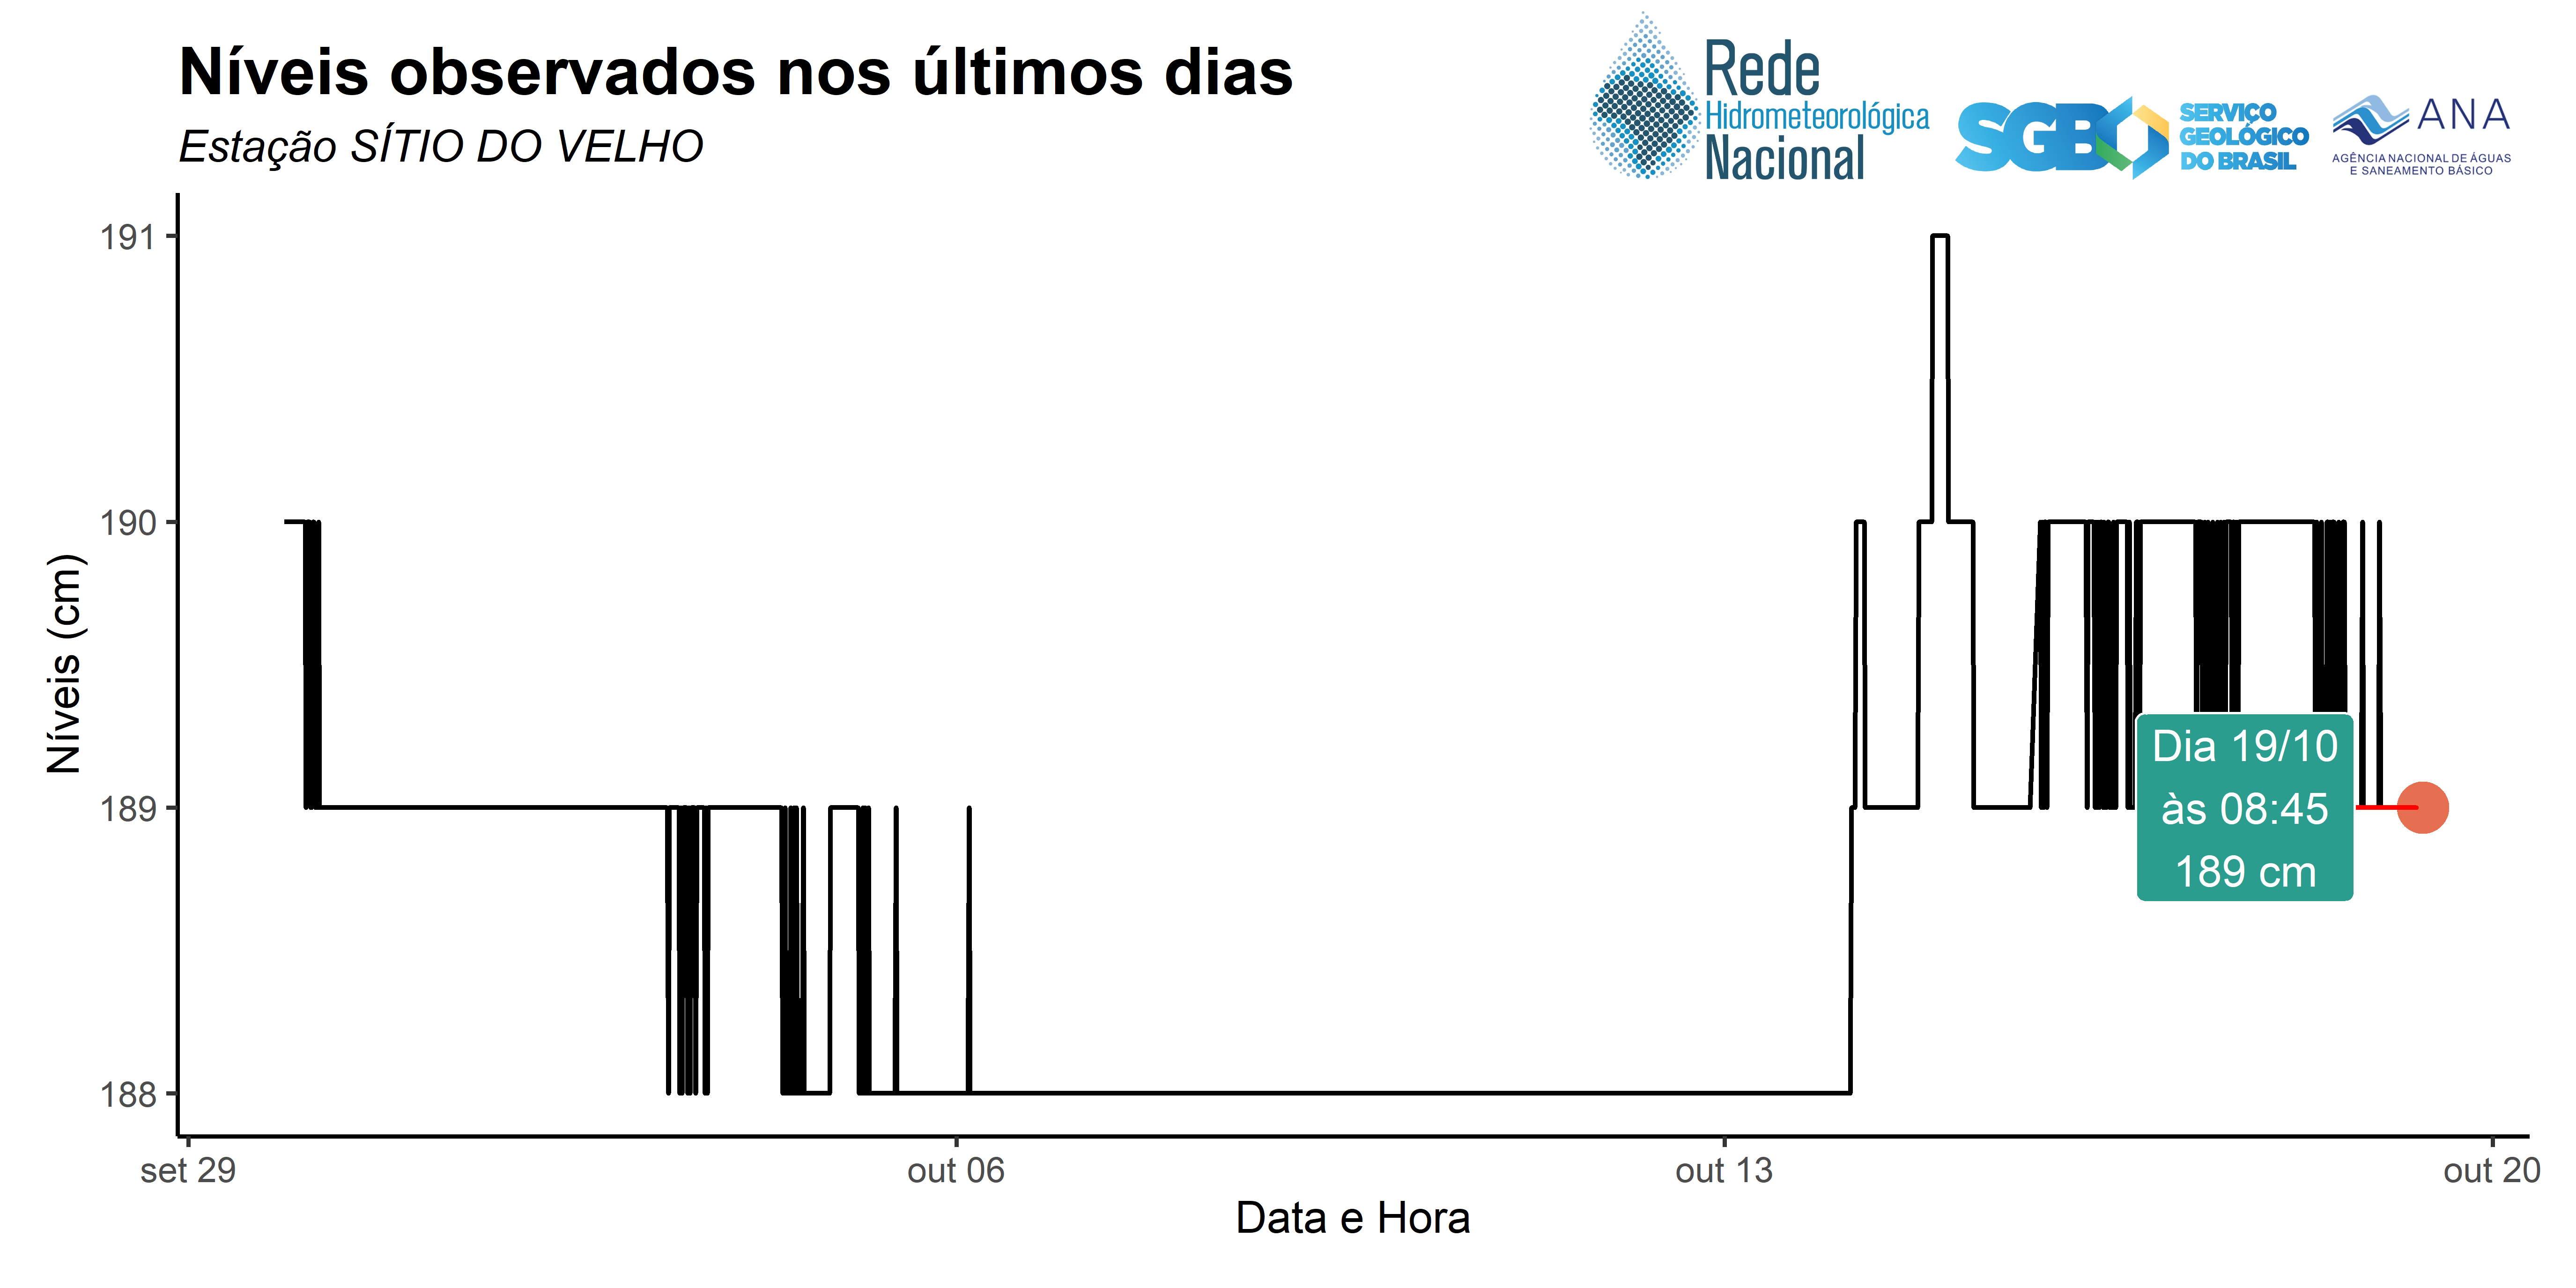 Níveis observados nos últimos dias
Estação SÍTIO DO VELHO
Rede
Hidrometeorológica
Nacional
SGB
SERVIÇO
GEOLÓGICO
DO BRASIL
ANA
AGÊNCIA NACIONAL DE ÁGUAS
E SANEAMENTO BÁSICO
Níveis (cm)
191
190
189
188
Dia 19/10
às 08:45
189 cm
set 29
out 06
out 13
out 20
Data e Hora